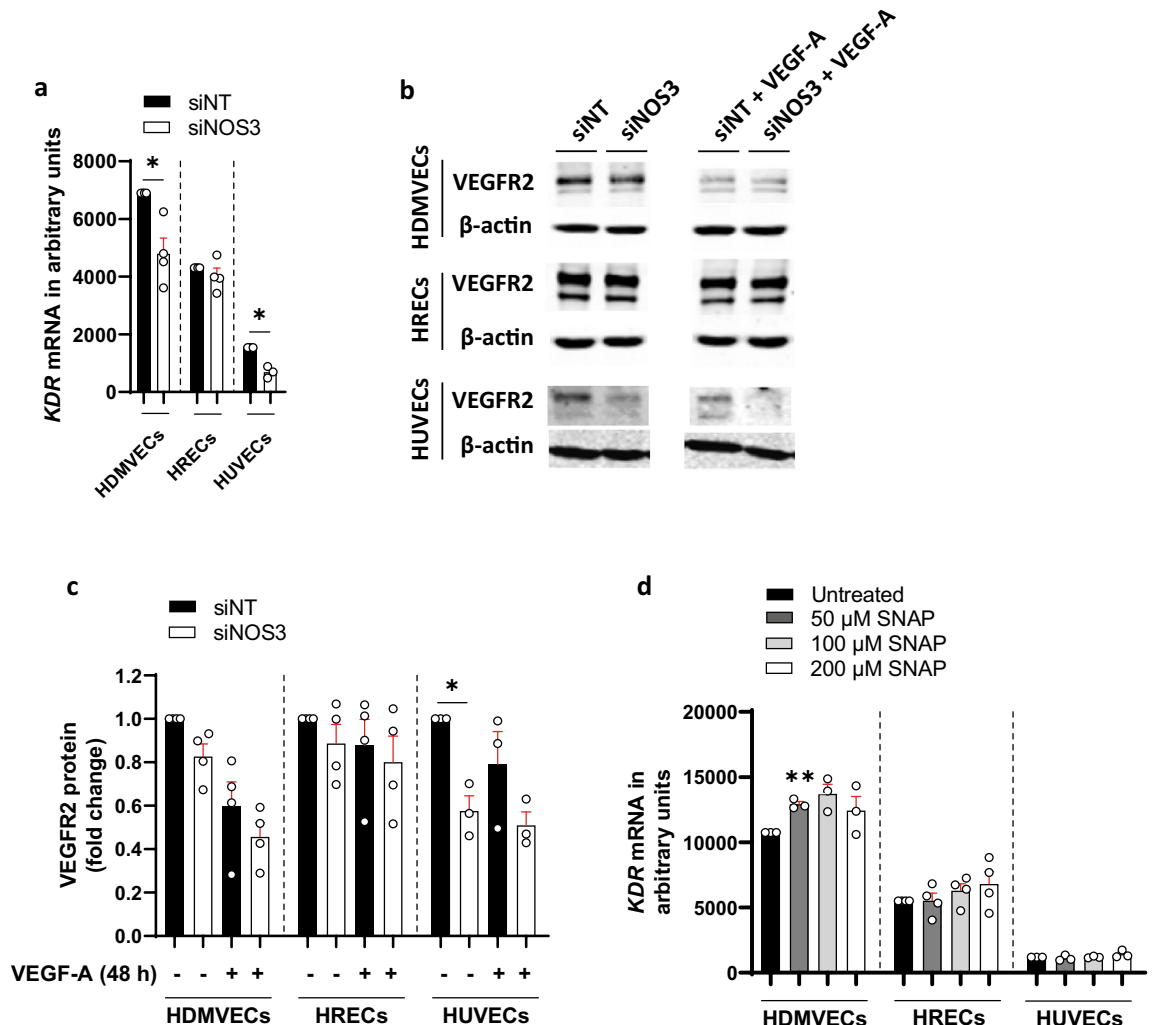 a
siNT
siNOS3
KDR mRNA in arbitrary units
8000
6000
4000
2000
0
*
*
HDMVECs
HRECs
HUVECs
b
siNT
siNOS3
siNT + VEGF-A
siNOS3 + VEGF-A
HDMVECs
VEGFR2
β-actin
HRECs
VEGFR2
β-actin
HUVECs
VEGFR2
β-actin
c
siNT
siNOS3
VEGFR2 protein
(fold change)
1.2
1.0
0.8
0.6
0.4
0.2
0.0
*
VEGF-A (48 h) - - + + - - + + - - + +
HDMVECs HRECs HUVECs
d
Untreated
50 μM SNAP
100 μM SNAP
200 μM SNAP
KDR mRNA in
arbitrary units
20000
15000
10000
5000
0
**
HDMVECs HRECs HUVECs